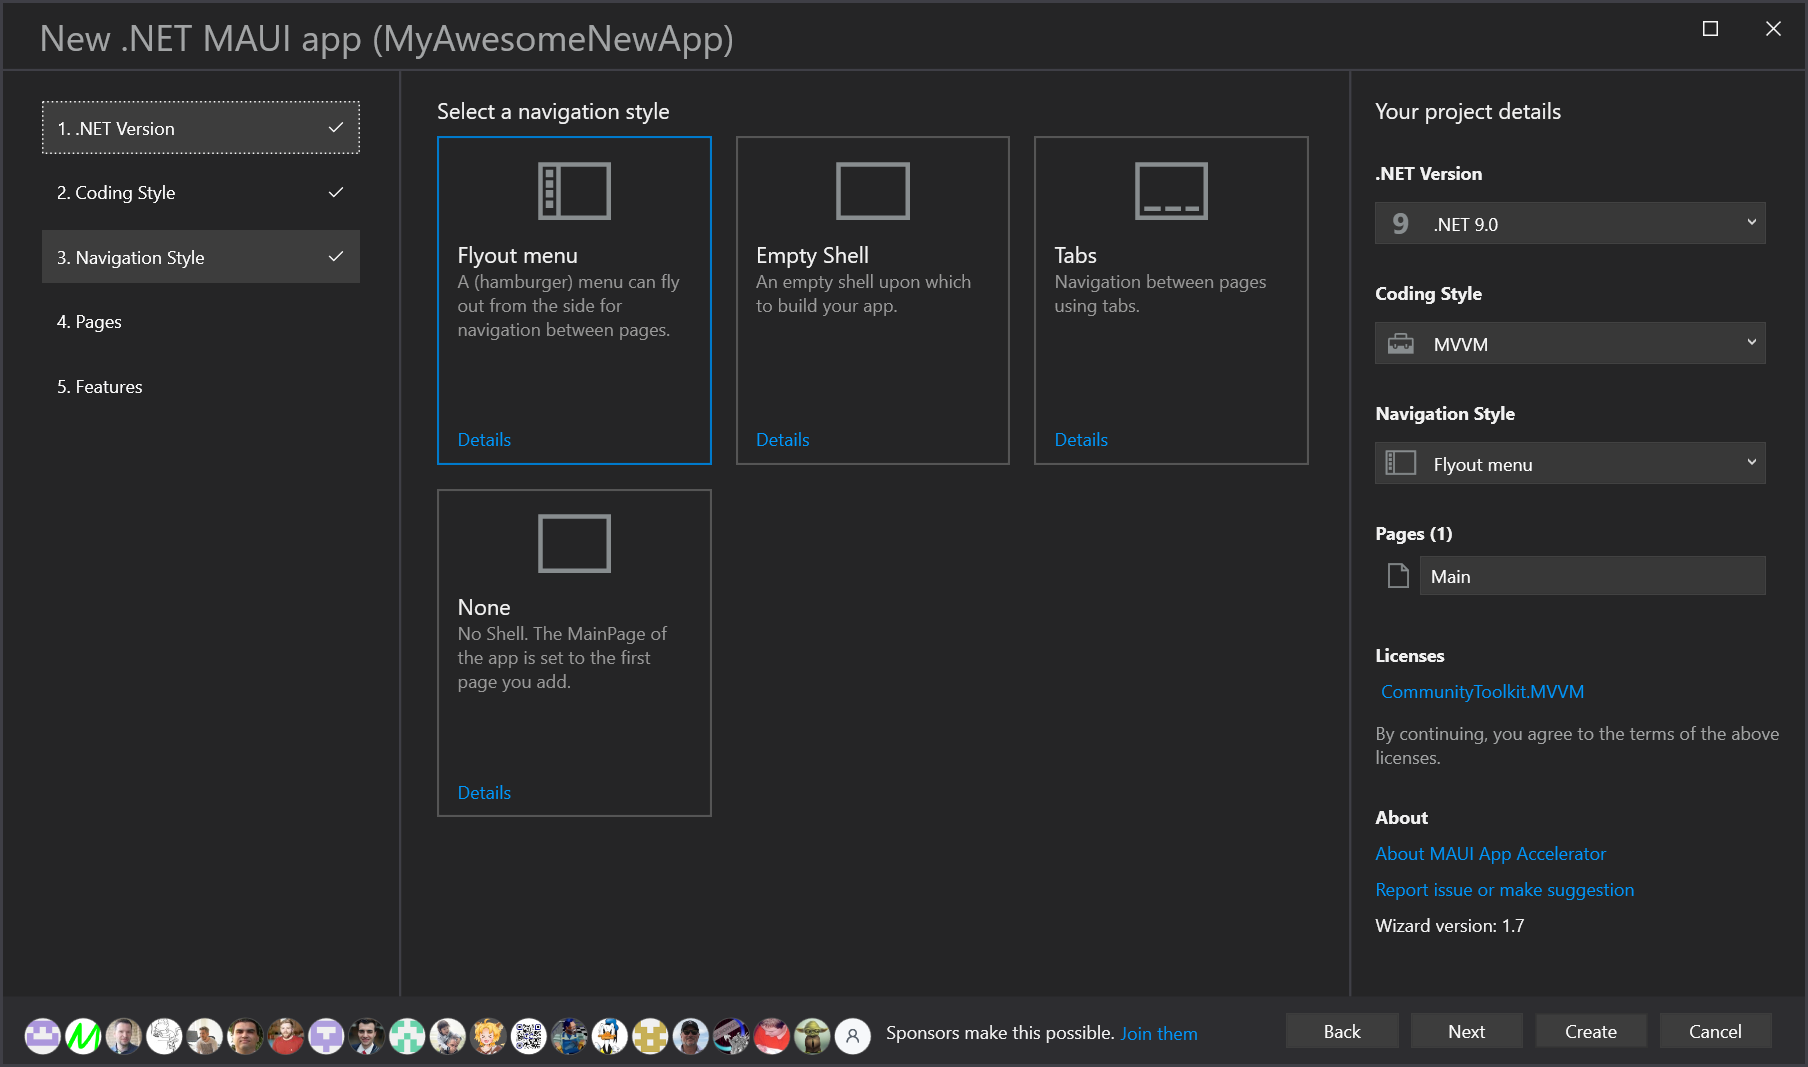 New .NET MAUI app (MyAwesomeNewApp)
1. .NET Version
2. Coding Style
3. Navigation Style
4. Pages
5. Features
Select a navigation style
Flyout menu
A (hamburger) menu can fly
out from the side for
navigation between pages.
Details
Empty Shell
An empty shell upon which
to build your app.
Details
Tabs
Navigation between pages
using tabs.
Details
None
No Shell. The MainPage of
the app is set to the first
page you add.
Details
Your project details
.NET Version
9 .NET 9.0
Coding Style
MVVM
Navigation Style
Flyout menu
Pages (1)
Main
Licenses
CommunityToolkit.MVVM
By continuing, you agree to the terms of the above
licenses.
About
About MAUI App Accelerator
Report issue or make suggestion
Wizard version: 1.7
Sponsors make this possible. Join them
Back
Next
Create
Cancel